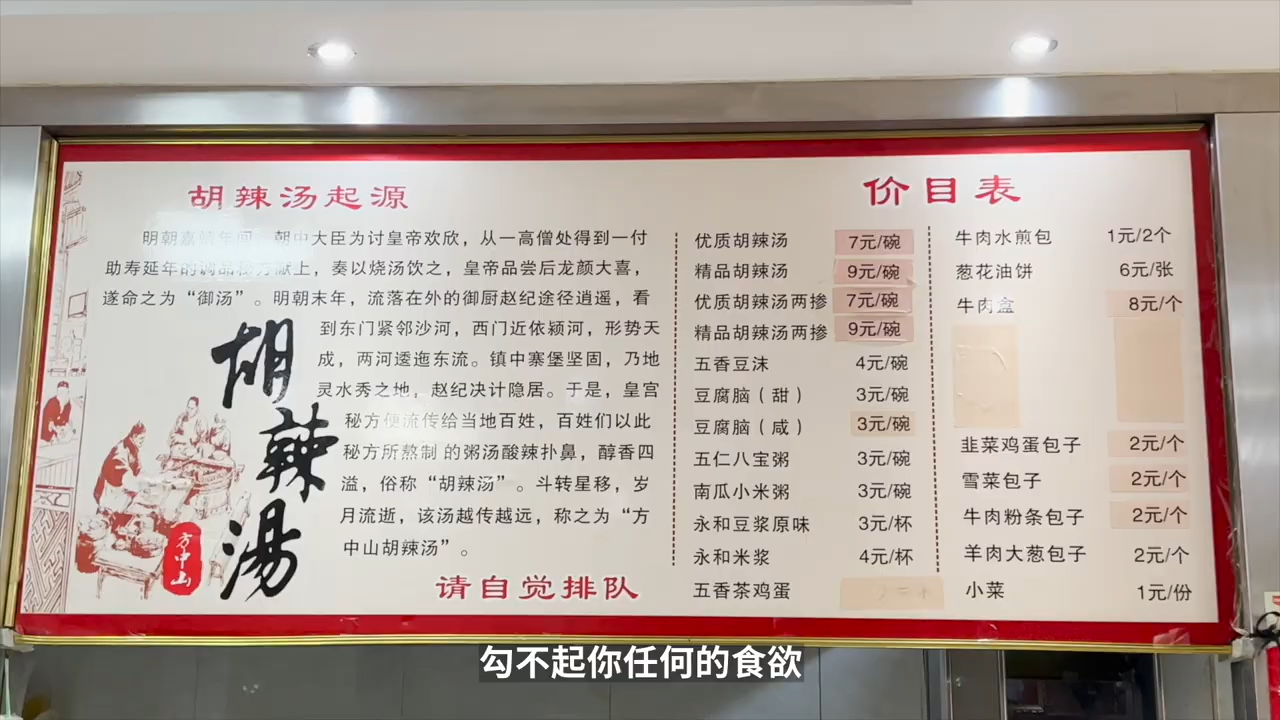 胡辣汤起源
明朝嘉靖年间，朝中大臣为讨皇帝欢欣，从一高僧处得到一付
助寿延年的调品秘方献上，奏以烧汤饮之，皇帝品尝后龙颜大喜，
遂命之为“御汤”。明朝末年，流落在外的御厨赵纪途径逍遥，看
到东门紧邻沙河，西门近依颍河，形势天
成，两河逶迤东流。镇中寨堡坚固，乃地
灵水秀之地，赵纪决计隐居。于是，皇宫
秘方便流传给当地百姓，百姓们以此
秘方所熬制的粥汤酸辣扑鼻，醇香四
溢，俗称“胡辣汤”。斗转星移，岁
月流逝，该汤越传越远，称之为“方
中山胡辣汤”。
胡辣汤
方中山
请自觉排队
价目表
优质胡辣汤 7元/碗
精品胡辣汤 9元/碗
优质胡辣汤两掺 7元/碗
精品胡辣汤两掺 9元/碗
五香豆沫 4元/碗
豆腐脑（甜） 3元/碗
豆腐脑（咸） 3元/碗
五仁八宝粥 3元/碗
南瓜小米粥 3元/碗
永和豆浆原味 3元/杯
永和米浆 4元/杯
五香茶鸡蛋
牛肉水煎包 1元/2个
葱花油饼 6元/张
牛肉盒 8元/个
韭菜鸡蛋包子 2元/个
雪菜包子 2元/个
牛肉粉条包子 2元/个
羊肉大葱包子 2元/个
小菜 1元/份
勾不起你任何的食欲